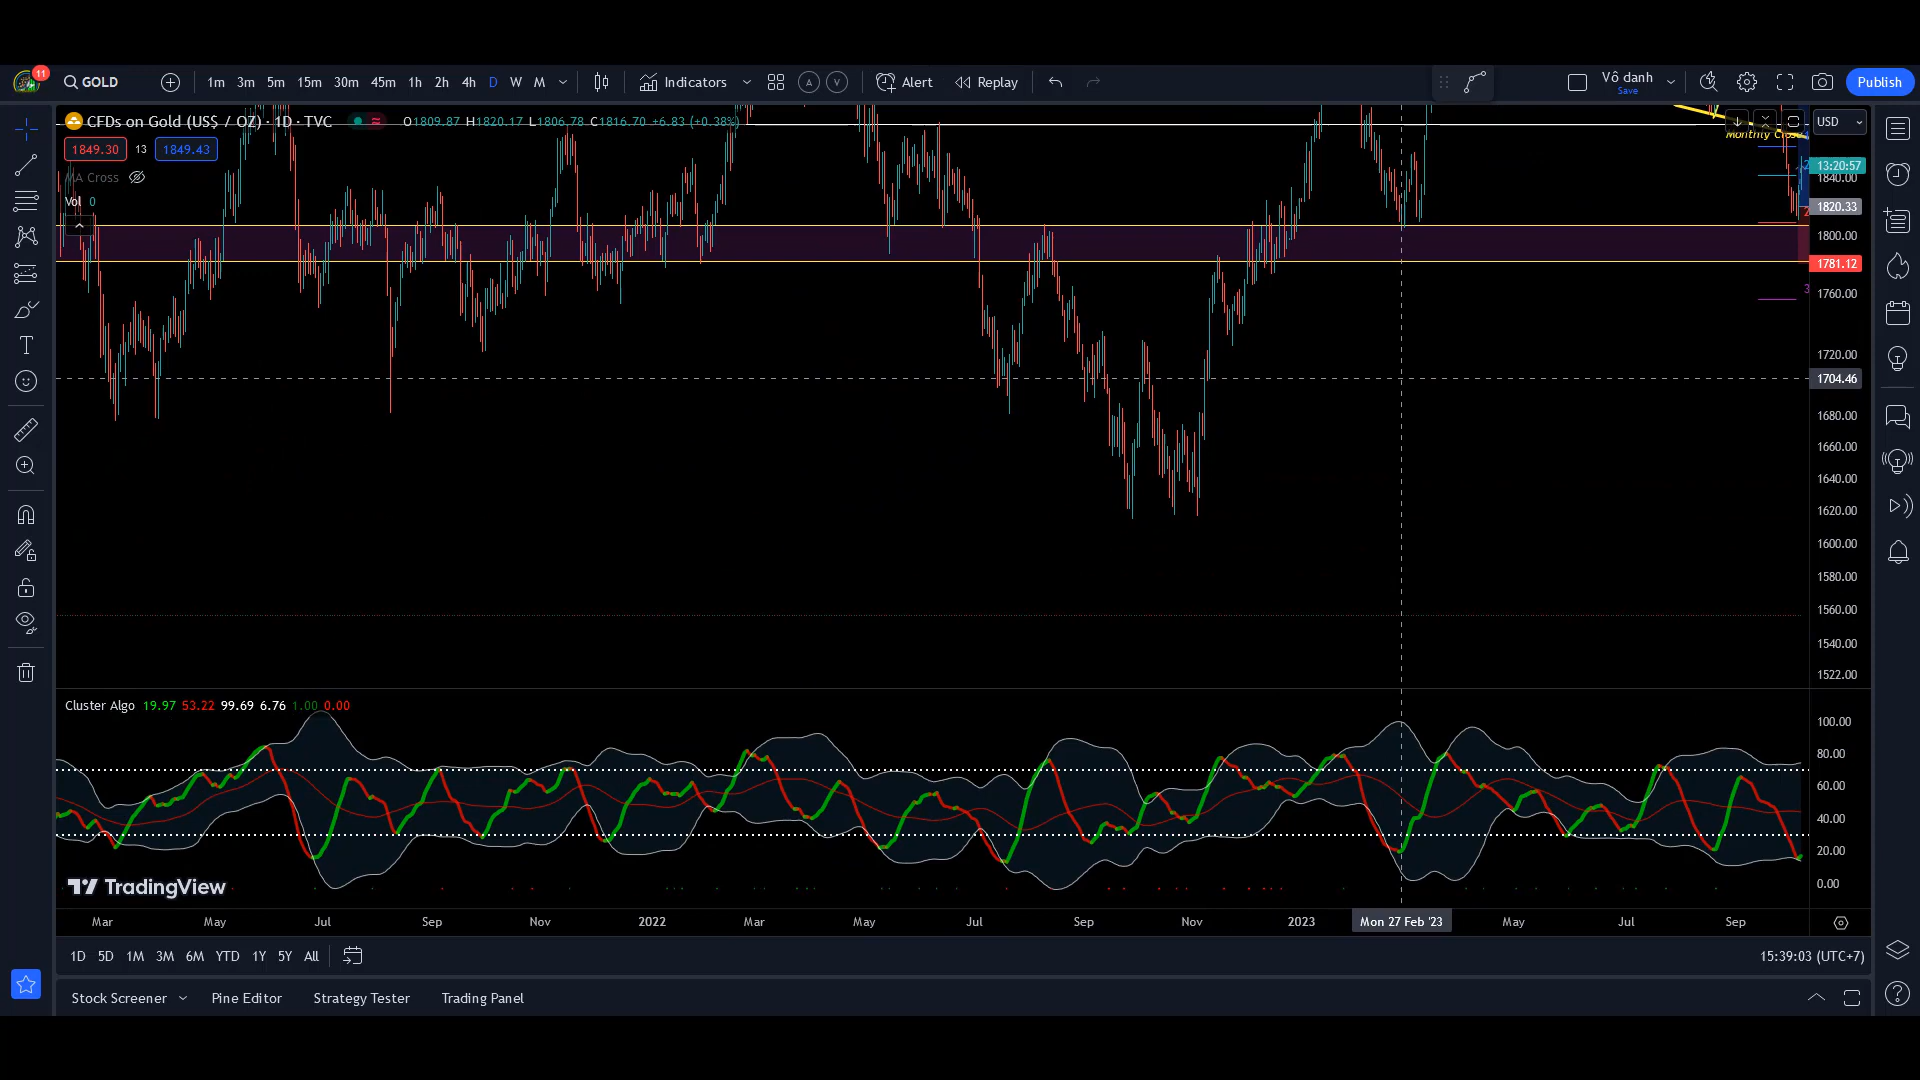 11 GOLD 1m 3m 5m 15m 30m 45m 1h 2h 4h D W M Indicators A V Alert Replay Vô danh Save Publish
CFDs on Gold (US$ / OZ) · 1D · TVC O1809.87 H1820.17 L1806.78 C1816.70 +6.83 (+0.38%)
USD
Monthly Close
1849.30 13 1849.43
MA Cross
Vol 0
13:20:57
1840.00
1820.33
1800.00
1781.12
3
1760.00
1720.00
1704.46
1680.00
1660.00
1640.00
1620.00
1600.00
1580.00
1560.00
1540.00
1522.00
Cluster Algo 19.97 53.22 99.69 6.76 1.00 0.00
100.00
80.00
60.00
40.00
20.00
0.00
TradingView
Mar May Jul Sep Nov 2022 Mar May Jul Sep Nov 2023 Mon 27 Feb '23 May Jul Sep
1D 5D 1M 3M 6M YTD 1Y 5Y All 15:39:03 (UTC+7)
Stock Screener Pine Editor Strategy Tester Trading Panel